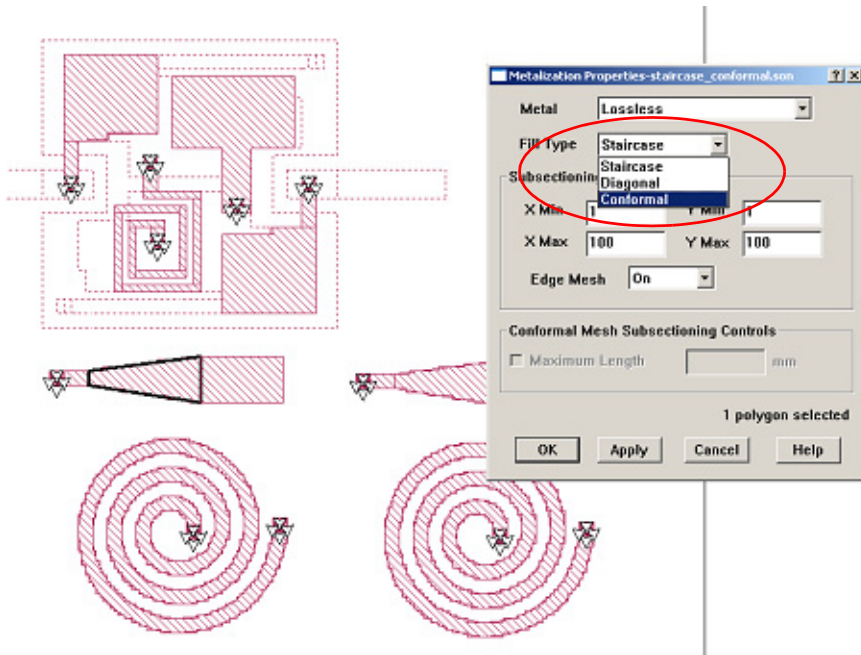 Metalization Properties-staircase_conformal.son
Metal Lossless
Fill Type Staircase
Staircase
Diagonal
Conformal
Subsectioning
X Min 1 Y Min 1
X Max 100 Y Max 100
Edge Mesh On
Conformal Mesh Subsectioning Controls
Maximum Length mm
1 polygon selected
OK Apply Cancel Help